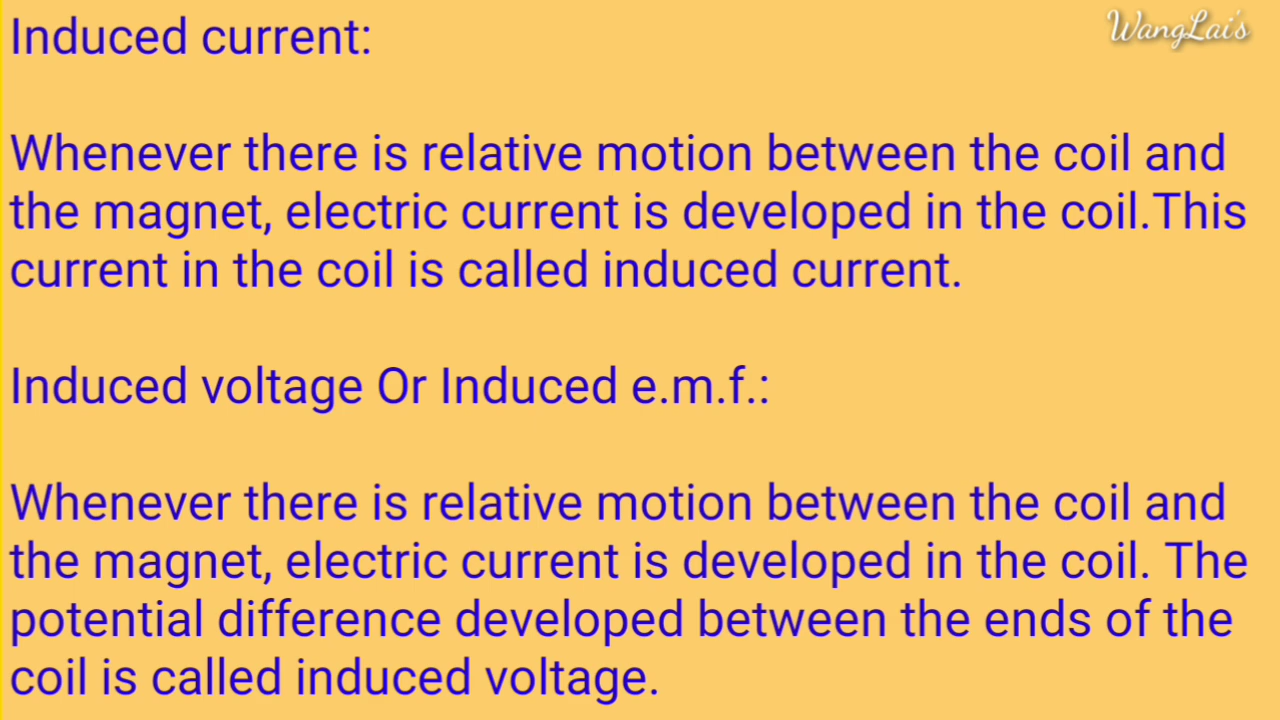 Induced current:
WangLai's
Whenever there is relative motion between the coil and
the magnet, electric current is developed in the coil.This
current in the coil is called induced current.
Induced voltage Or Induced e.m.f.:
Whenever there is relative motion between the coil and
the magnet, electric current is developed in the coil. The
potential difference developed between the ends of the
coil is called induced voltage.